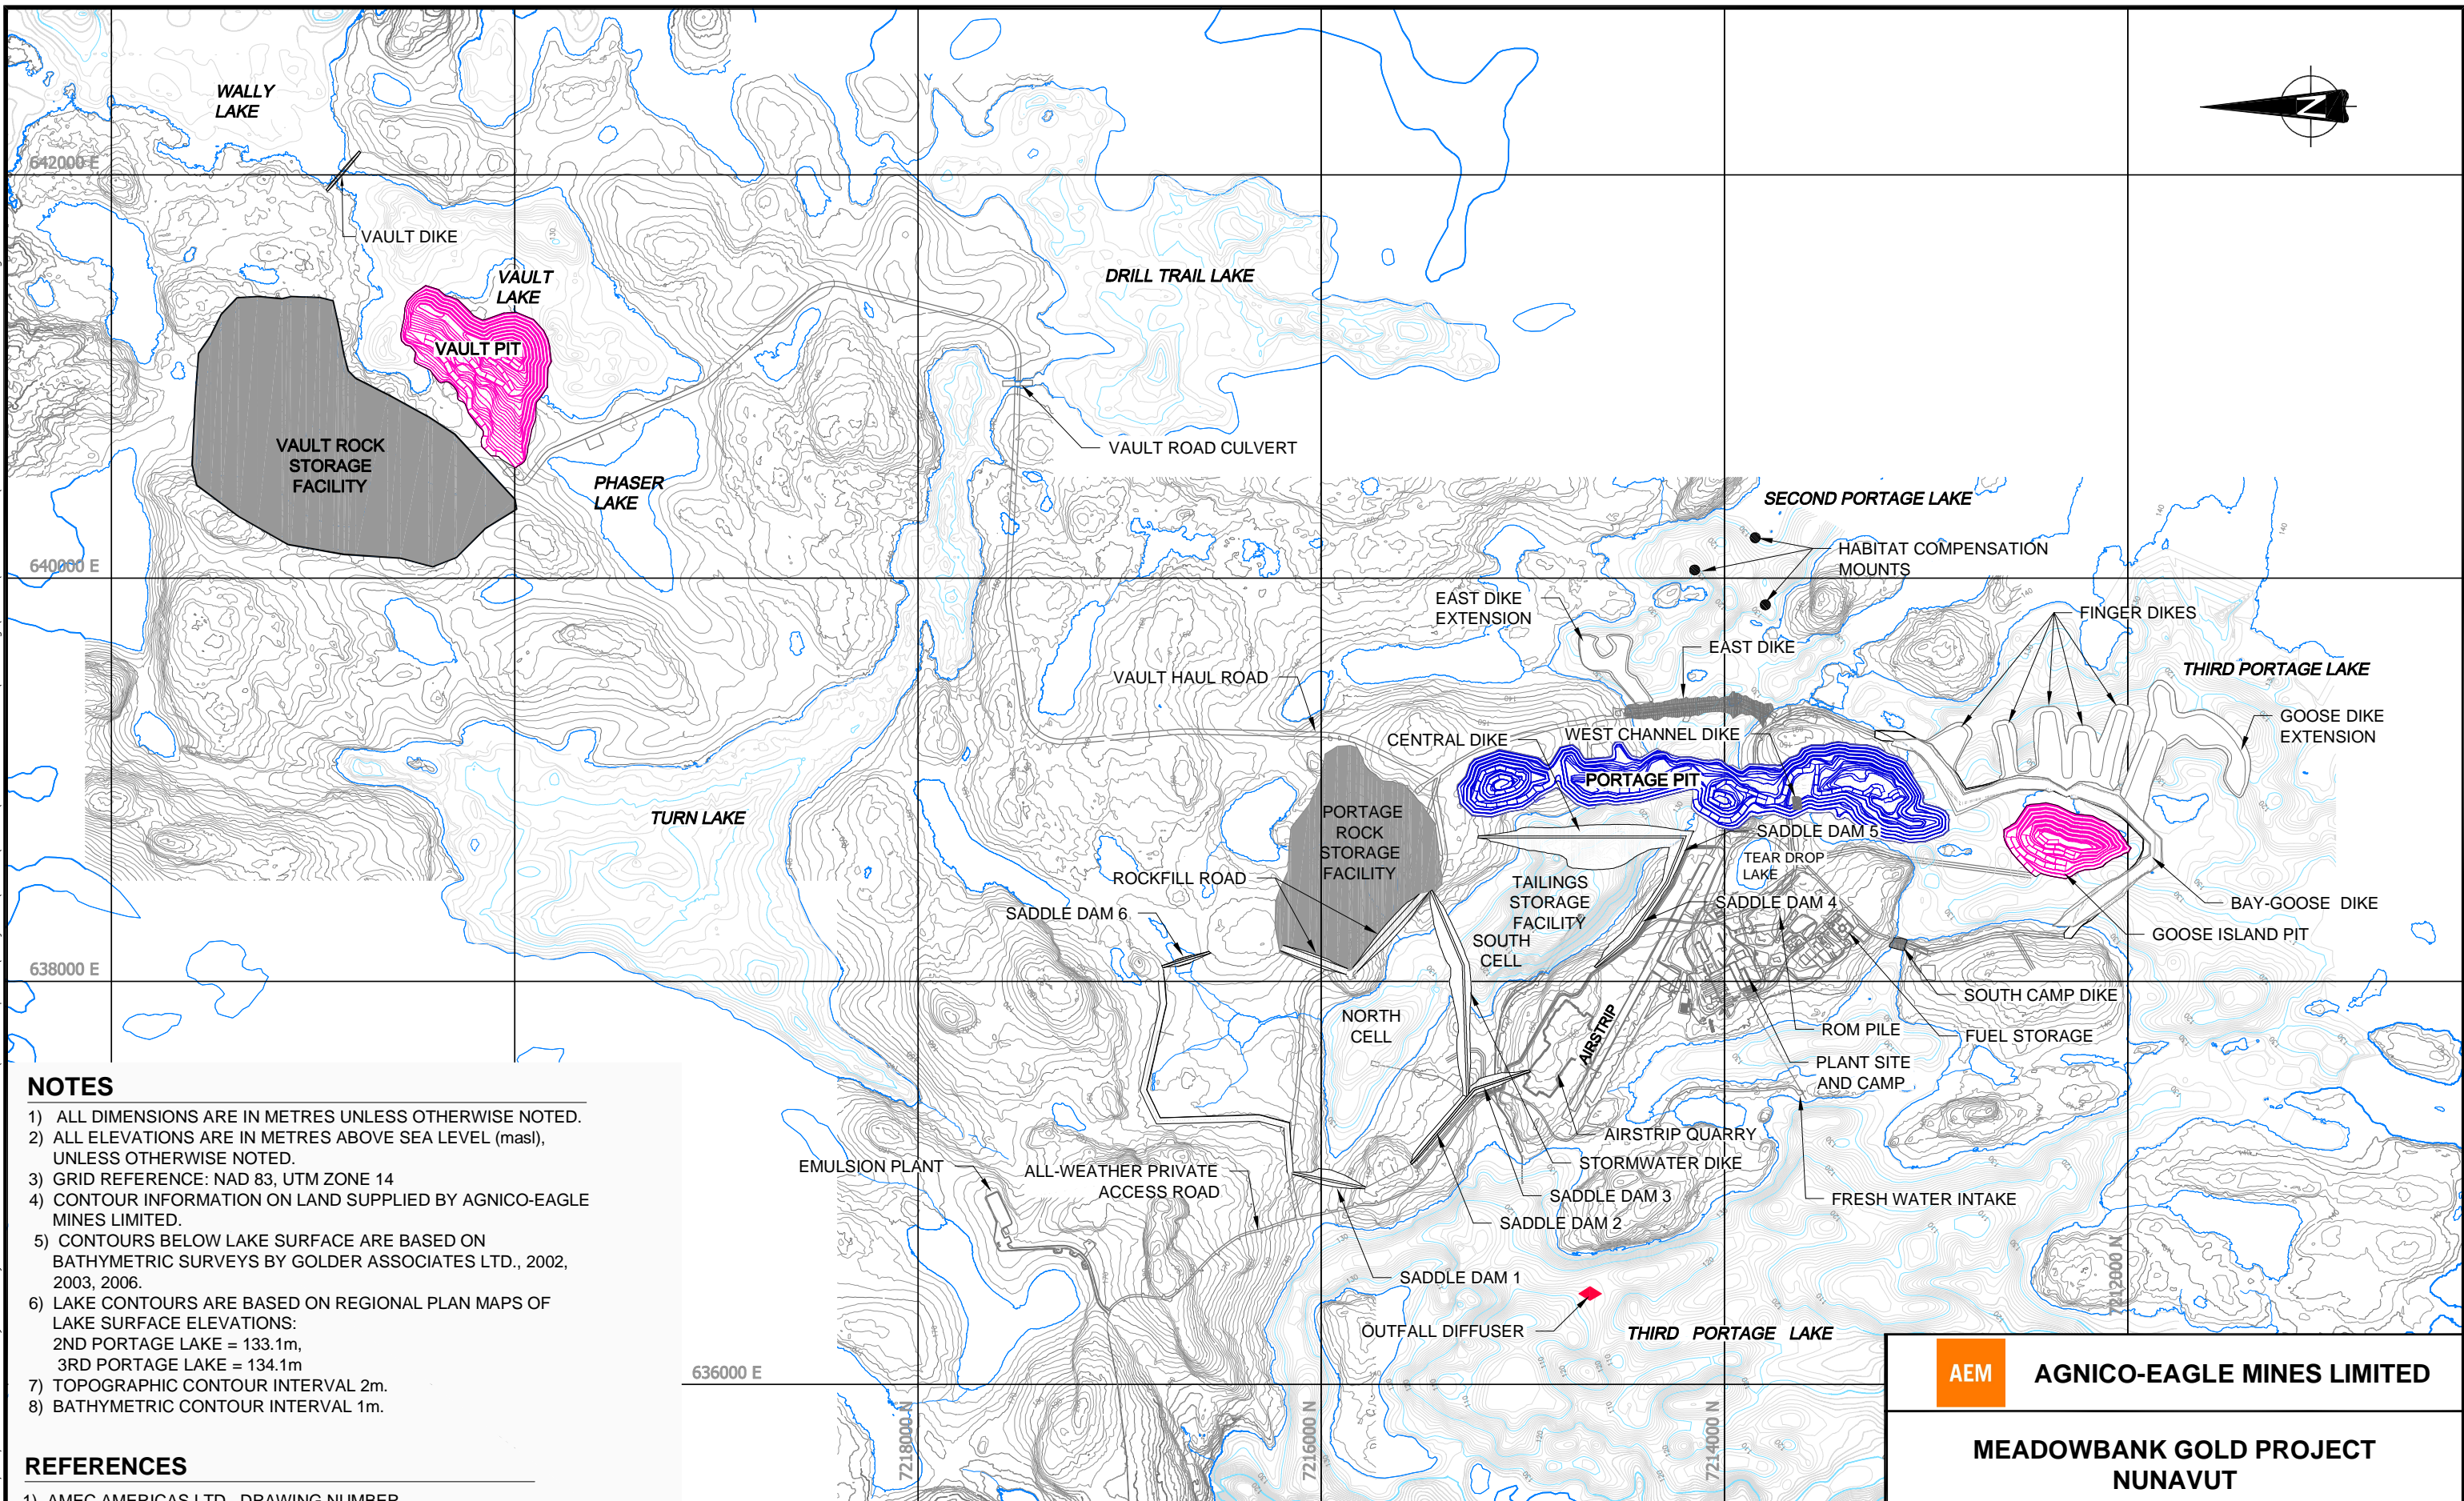 WALLY
LAKE
642000 E
VAULT DIKE
VAULT
LAKE
VAULT PIT
VAULT ROCK
STORAGE
FACILITY
PHASER
LAKE
640000 E
DRILL TRAIL LAKE
VAULT ROAD CULVERT
N
SECOND PORTAGE LAKE
HABITAT COMPENSATION
MOUNTS
EAST DIKE
EXTENSION
EAST DIKE
FINGER DIKES
THIRD PORTAGE LAKE
GOOSE DIKE
EXTENSION
VAULT HAUL ROAD
CENTRAL DIKE
WEST CHANNEL DIKE
PORTAGE PIT
TURN LAKE
PORTAGE
ROCK
STORAGE
FACILITY
SADDLE DAM 5
TEAR DROP
LAKE
ROCKFILL ROAD
TAILINGS
STORAGE
FACILITY
SADDLE DAM 4
SADDLE DAM 6
SOUTH
CELL
BAY-GOOSE DIKE
GOOSE ISLAND PIT
638000 E
SOUTH CAMP DIKE
NORTH
CELL
AIRSTRIP
ROM PILE
FUEL STORAGE
PLANT SITE
AND CAMP
AIRSTRIP QUARRY
STORMWATER DIKE
EMULSION PLANT
ALL-WEATHER PRIVATE
ACCESS ROAD
SADDLE DAM 3
FRESH WATER INTAKE
SADDLE DAM 2
SADDLE DAM 1
OUTFALL DIFFUSER
THIRD PORTAGE LAKE
636000 E
7218000 N
7216000 N
7214000 N
7212000 N
NOTES
1) ALL DIMENSIONS ARE IN METRES UNLESS OTHERWISE NOTED.
2) ALL ELEVATIONS ARE IN METRES ABOVE SEA LEVEL (masl),
UNLESS OTHERWISE NOTED.
3) GRID REFERENCE: NAD 83, UTM ZONE 14
4) CONTOUR INFORMATION ON LAND SUPPLIED BY AGNICO-EAGLE
MINES LIMITED.
5) CONTOURS BELOW LAKE SURFACE ARE BASED ON
BATHYMETRIC SURVEYS BY GOLDER ASSOCIATES LTD., 2002,
2003, 2006.
6) LAKE CONTOURS ARE BASED ON REGIONAL PLAN MAPS OF
LAKE SURFACE ELEVATIONS:
2ND PORTAGE LAKE = 133.1m,
3RD PORTAGE LAKE = 134.1m
7) TOPOGRAPHIC CONTOUR INTERVAL 2m.
8) BATHYMETRIC CONTOUR INTERVAL 1m.
REFERENCES
1) AMEC AMERICAS LTD., DRAWING NUMBER
AEM
AGNICO-EAGLE MINES LIMITED
MEADOWBANK GOLD PROJECT
NUNAVUT